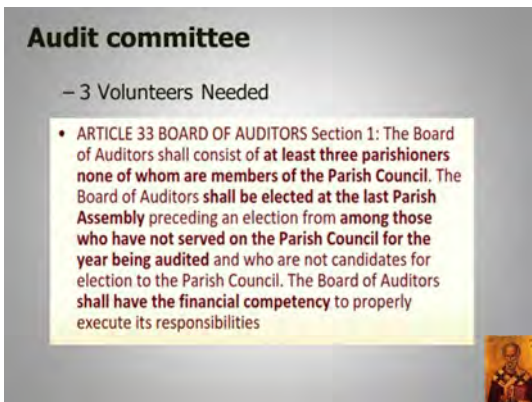 Audit committee
– 3 Volunteers Needed
• ARTICLE 33 BOARD OF AUDITORS Section 1: The Board
of Auditors shall consist of at least three parishioners
none of whom are members of the Parish Council. The
Board of Auditors shall be elected at the last Parish
Assembly preceding an election from among those
who have not served on the Parish Council for the
year being audited and who are not candidates for
election to the Parish Council. The Board of Auditors
shall have the financial competency to properly
execute its responsibilities